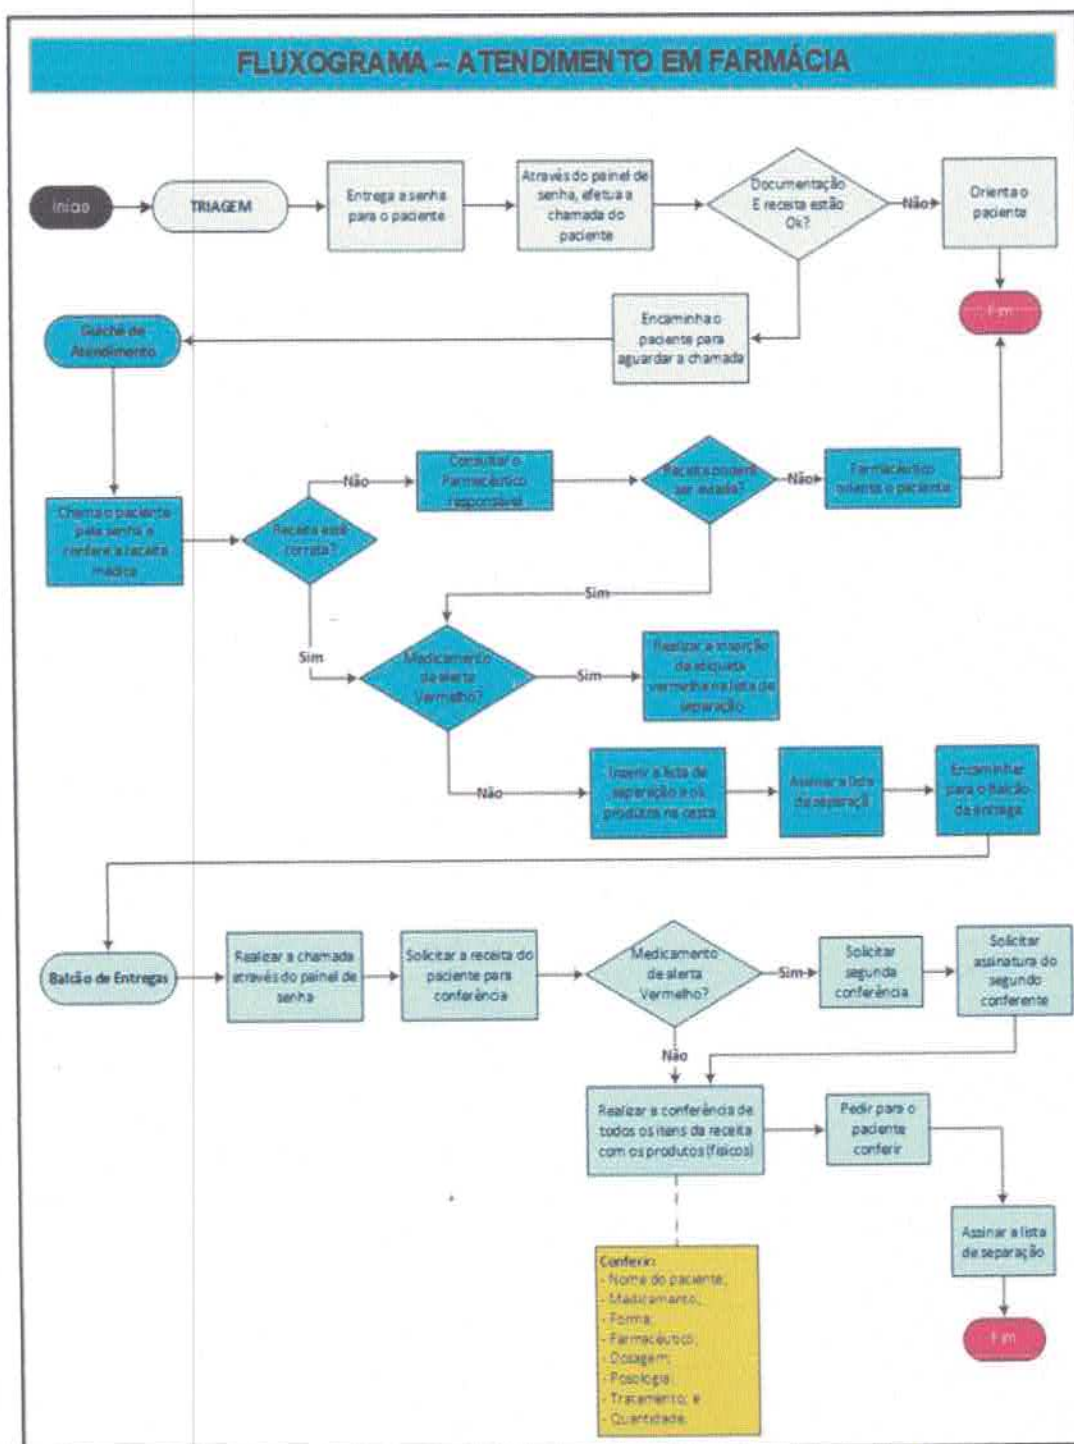 FLUXOGRAMA – ATENDIMENTO EM FARMÁCIA
Início
TRIAGEM
Entrega a senha
para o paciente
Através do painel de
senha, efetua a
chamada do
paciente
Documentação
E receita estão
Ok?
Não
Orienta o
paciente
Fim
Encaminha o
paciente para
aguardar a chamada
Guichê de
Atendimento
Chama o paciente
pela senha e
confere a receita
médica
Receita está
correta?
Não
Consultar o
Farmacêutico
responsável
Receita poderá
ser aviada?
Não
Farmacêutico
orienta o paciente
Sim
Sim
Medicamento
de alerta
Vermelho?
Sim
Realizar a inserção
da etiqueta
vermelha na lista de
separação
Não
Inserir a lista de
separação e os
produtos na cesta
Assinar a lista
de separaçã
Encaminhar
para o Balcão
de entrega
Balcão de Entregas
Realizar a chamada
através do painel de
senha
Solicitar a receita do
paciente para
conferência
Medicamento
de alerta
Vermelho?
Sim
Solicitar
segunda
conferência
Solicitar
assinatura do
segundo
conferente
Não
Realizar a conferência de
todos os itens da receita
com os produtos (físicos)
Pedir para o
paciente
conferir
Assinar a lista
de separação
Fim
Conferir:
- Nome do paciente;
- Medicamento;
- Forma;
- Farmacêutico;
- Dosagem;
- Posologia;
- Tratamento; e
- Quantidade.